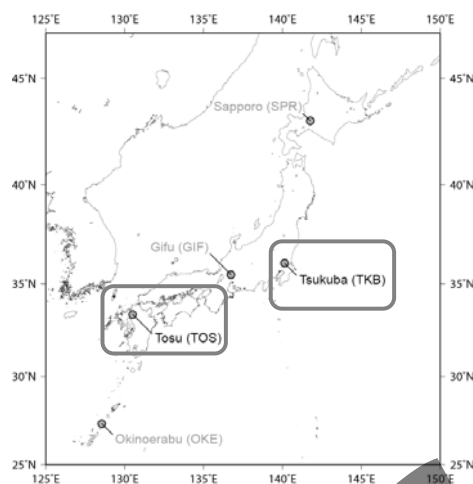 125°E 130°E 135°E 140°E 145°E 150°E
45°N 45°N
Sapporo (SPR)
40°N 40°N
Gifu (GIF)
Tsukuba (TKB)
35°N 35°N
Tosu (TOS)
30°N 30°N
Okinoerabu (OKE)
25°N 25°N
125°E 130°E 135°E 140°E 145°E 150°E